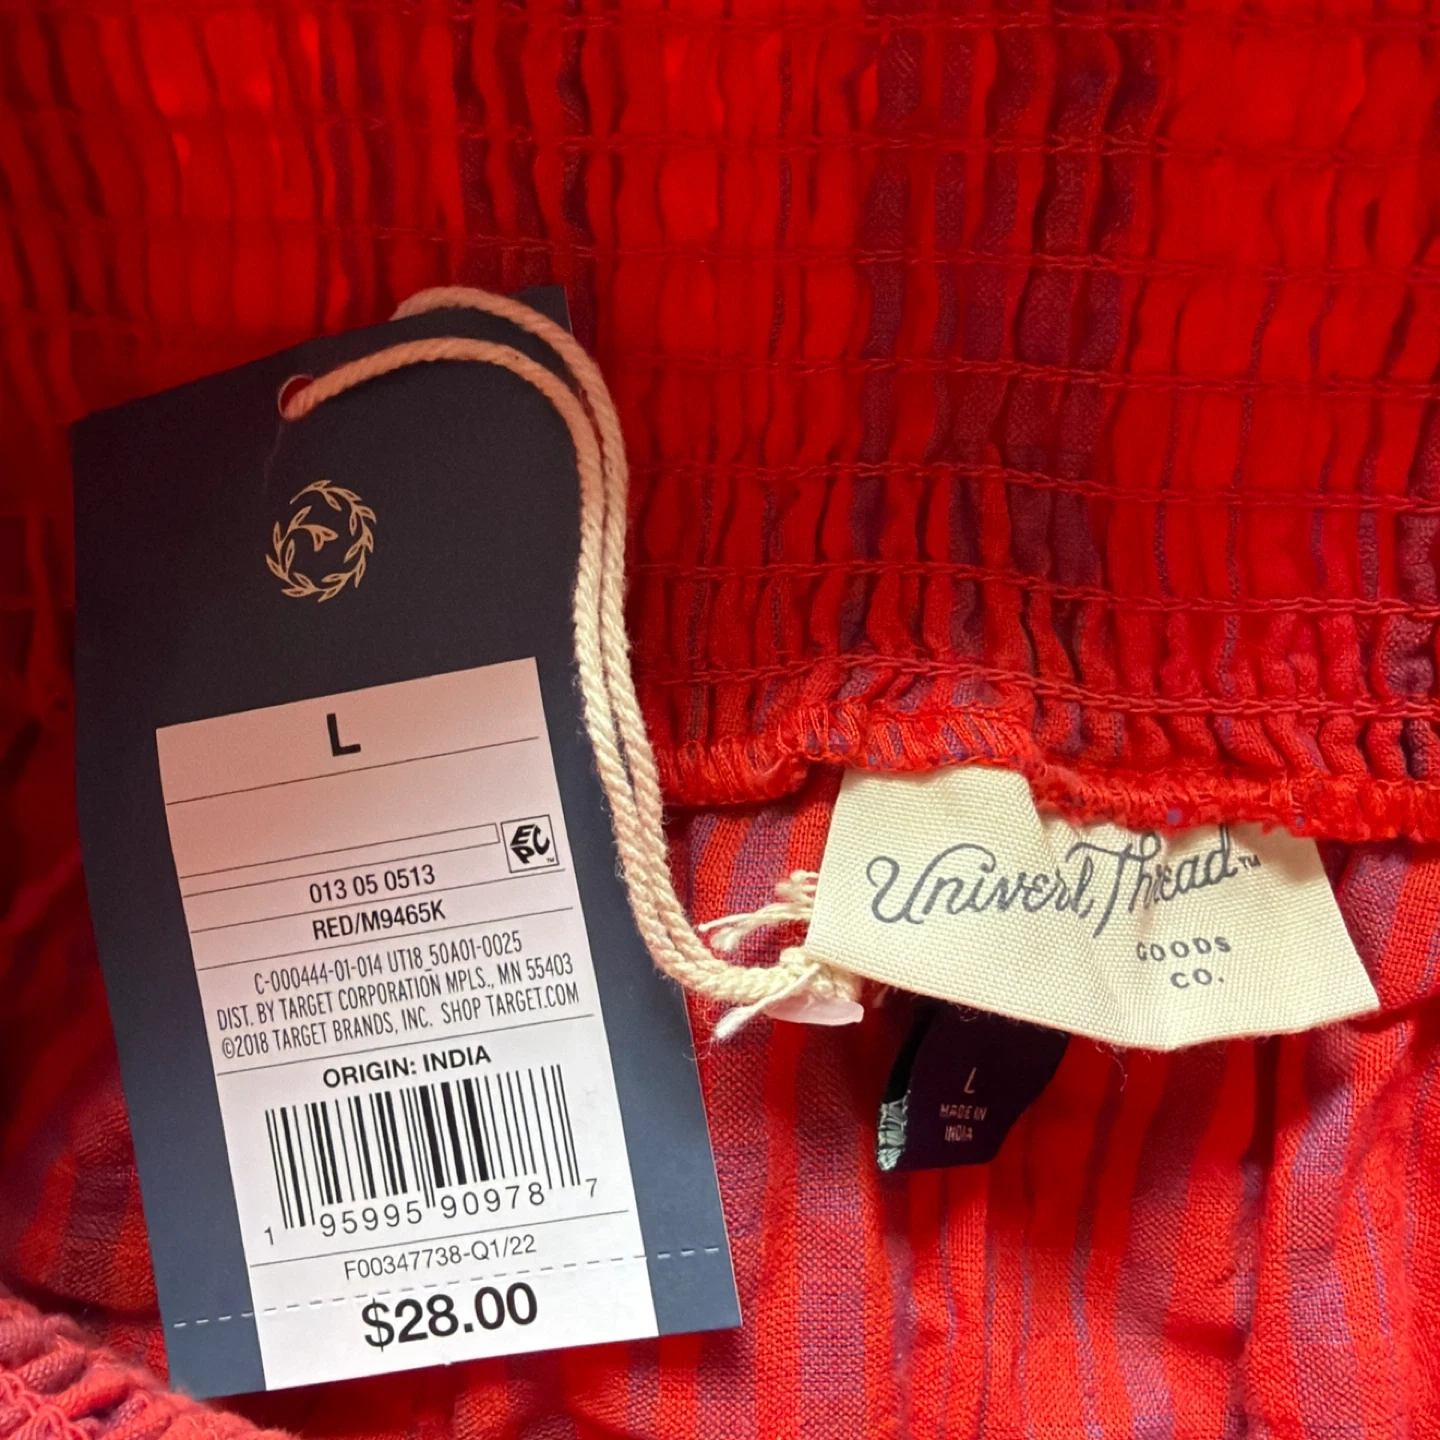 L
EPC™
013 05 0513
RED/M9465K
C-000444-01-014 UT18_50A01-0025
DIST. BY TARGET CORPORATION MPLS., MN 55403
©2018 TARGET BRANDS, INC. SHOP TARGET.COM
ORIGIN: INDIA
1 95995 90978 7
F00347738-Q1/22
$28.00
Universal Thread™
GOODS
CO.
L
MADE IN
INDIA